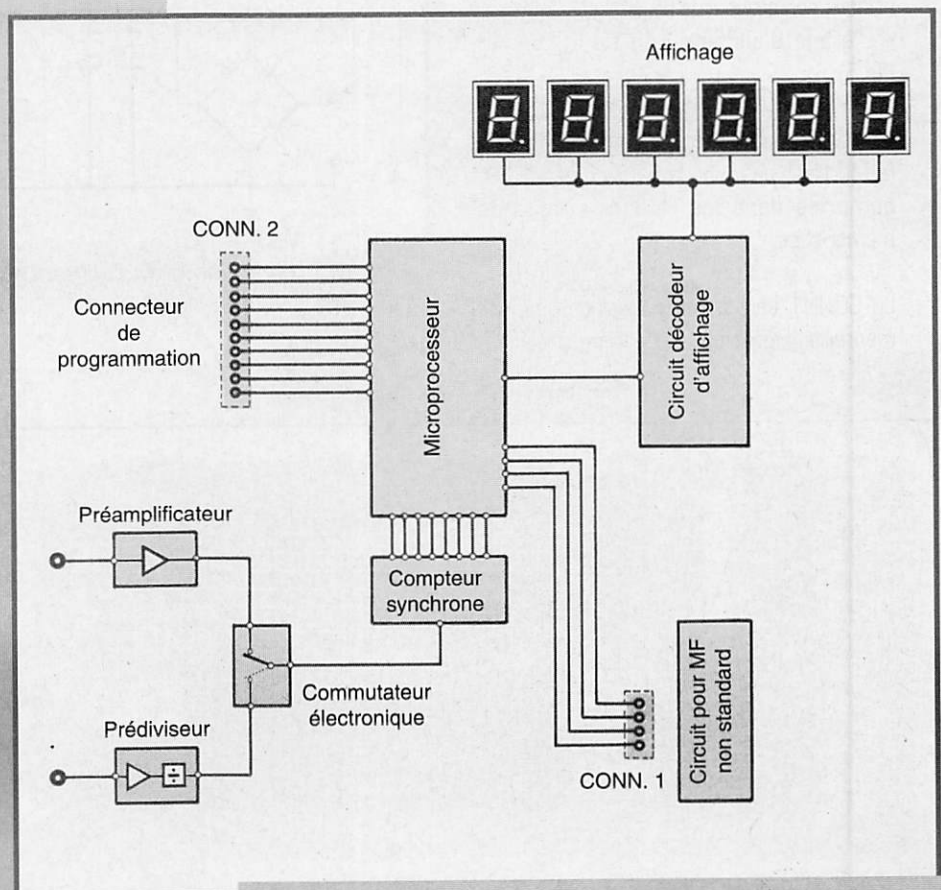 Affichage
CONN. 2
Connecteur
de
programmation
Microprocesseur
Circuit décodeur
d'affichage
Préamplificateur
Compteur
synchrone
Commutateur
électronique
Prédiviseur
CONN. 1
Circuit pour MF
non standard